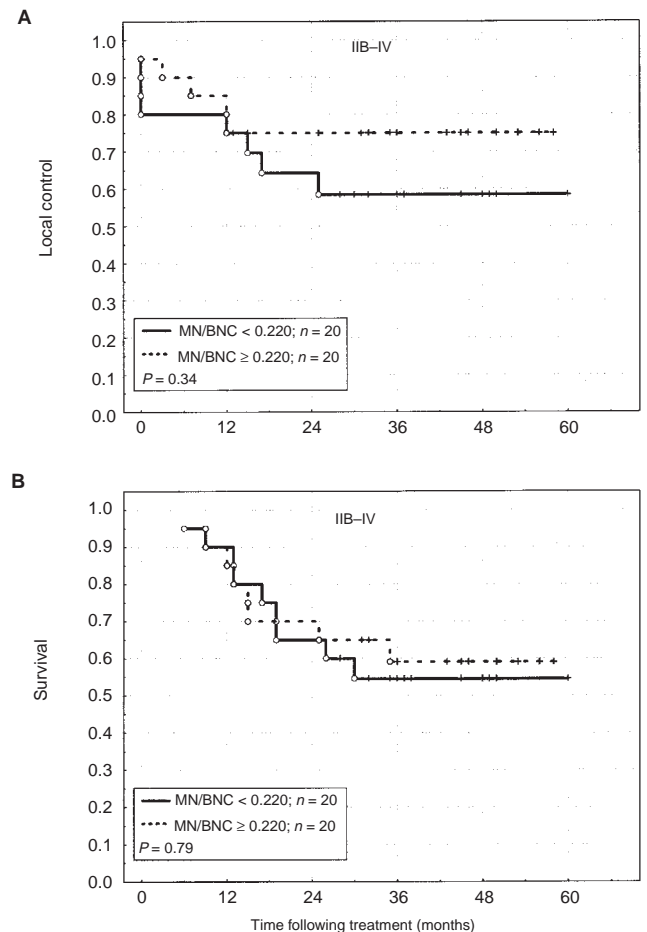 A
IIB–IV
1.0
0.9
0.8
0.7
0.6
0.5
0.4
0.3
0.2
0.1
0.0
Local control
MN/BNC < 0.220; n = 20
MN/BNC ≥ 0.220; n = 20
P = 0.34
0 12 24 36 48 60
B
IIB–IV
1.0
0.9
0.8
0.7
0.6
0.5
0.4
0.3
0.2
0.1
0.0
Survival
MN/BNC < 0.220; n = 20
MN/BNC ≥ 0.220; n = 20
P = 0.79
0 12 24 36 48 60
Time following treatment (months)